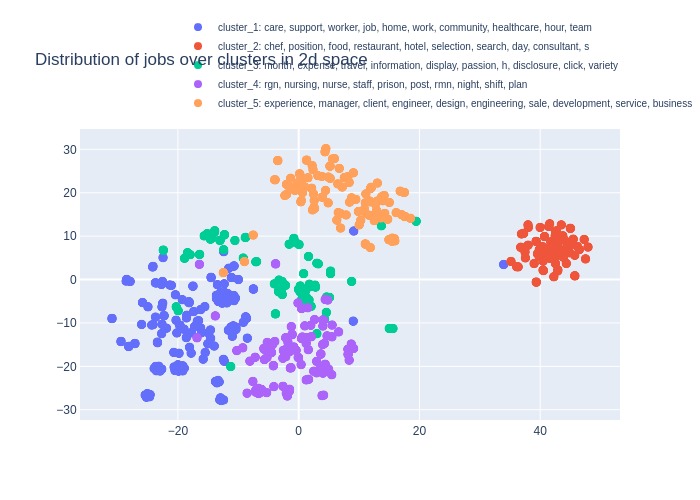 cluster_1: care, support, worker, job, home, work, community, healthcare, hour, team
cluster_2: chef, position, food, restaurant, hotel, selection, search, day, consultant, s
Distribution of jobs over clusters in 2d space
cluster_3: month, expense, travel, information, display, passion, h, disclosure, click, variety
cluster_4: rgn, nursing, nurse, staff, prison, post, rmn, night, shift, plan
cluster_5: experience, manager, client, engineer, design, engineering, sale, development, service, business
30
20
10
0
−10
−20
−30
−20 0 20 40